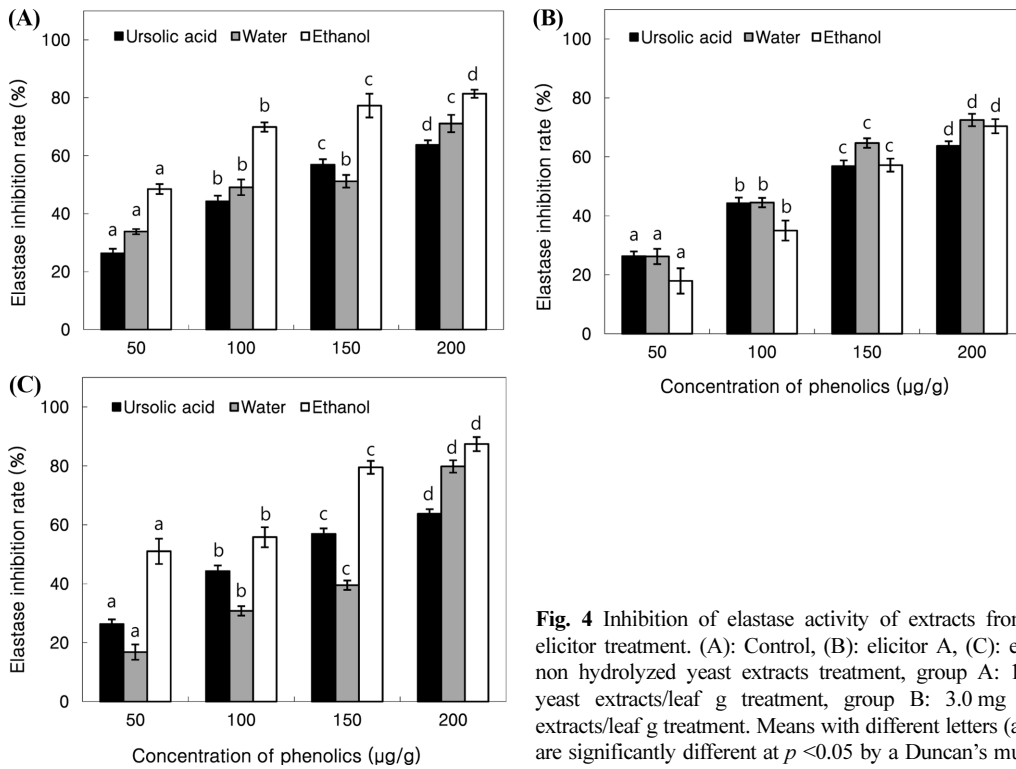 (A)
Ursolic acid Water Ethanol
Elastase inhibition rate (%)
100
80
60
40
20
0
a a a
b b b
c b c
d c d
50 100 150 200
(B)
Ursolic acid Water Ethanol
Elastase inhibition rate (%)
100
80
60
40
20
0
a a a
b b b
c c c
d d d
50 100 150 200
Concentration of phenolics (μg/g)
(C)
Ursolic acid Water Ethanol
Elastase inhibition rate (%)
100
80
60
40
20
0
a a a
b b b
c c c
d d d
50 100 150 200
Concentration of phenolics (μg/g)
Fig. 4 Inhibition of elastase activity of extracts from
elicitor treatment. (A): Control, (B): elicitor A, (C):
non hydrolyzed yeast extracts treatment, group A:
yeast extracts/leaf g treatment, group B: 3.0 mg
extracts/leaf g treatment. Means with different letters
are significantly different at p <0.05 by a Duncan's